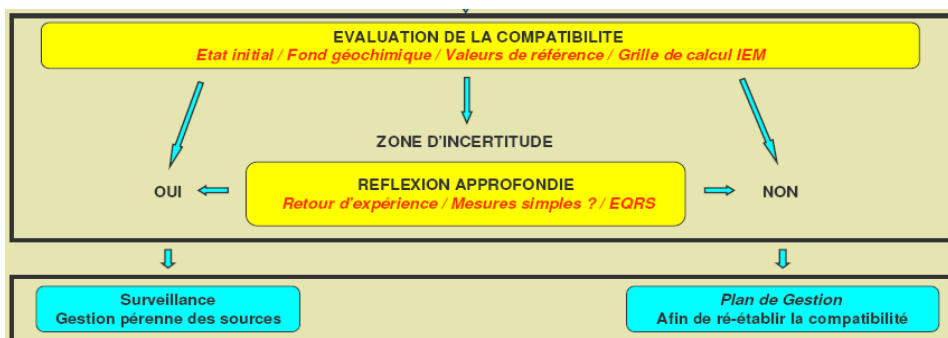 EVALUATION DE LA COMPATIBILITE
Etat initial / Fond géochimique / Valeurs de référence / Grille de calcul IEM
ZONE D'INCERTITUDE
OUI
REFLEXION APPROFONDIE
Retour d'expérience / Mesures simples ? / EQRS
NON
Surveillance
Gestion pérenne des sources
Plan de Gestion
Afin de ré-établir la compatibilité